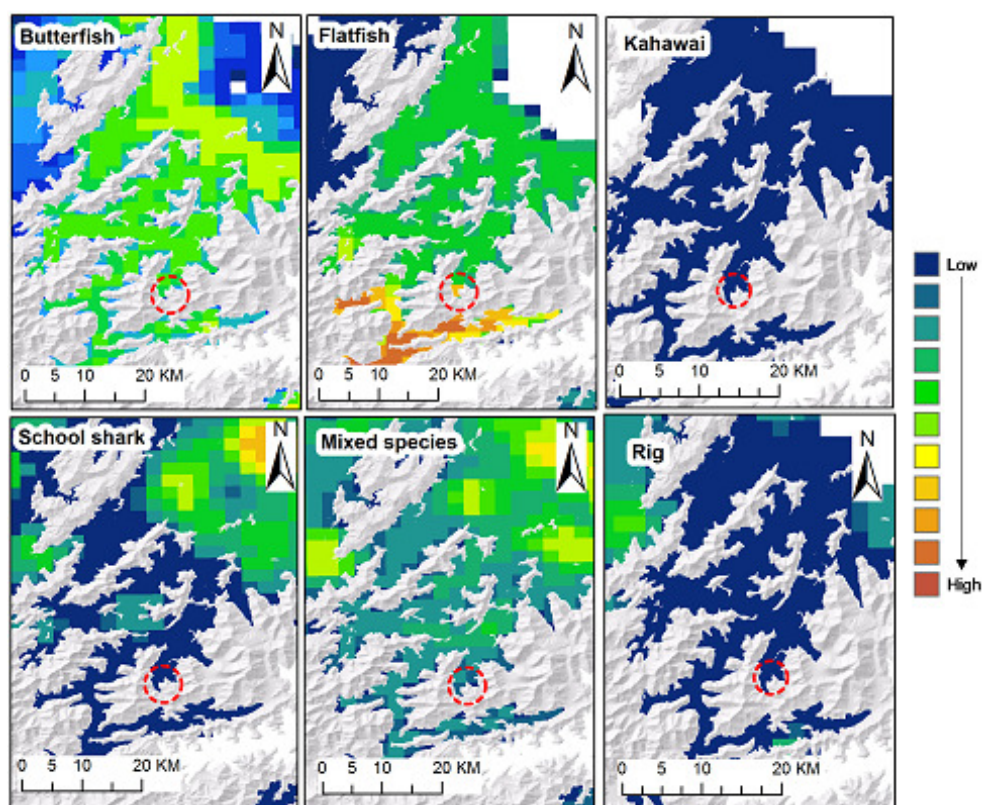 Butterfish
N
0 5 10 20 KM
Flatfish
N
0 5 10 20 KM
Kahawai
N
0 5 10 20 KM
Low
High
School shark
N
0 5 10 20 KM
Mixed species
N
0 5 10 20 KM
Rig
N
0 5 10 20 KM